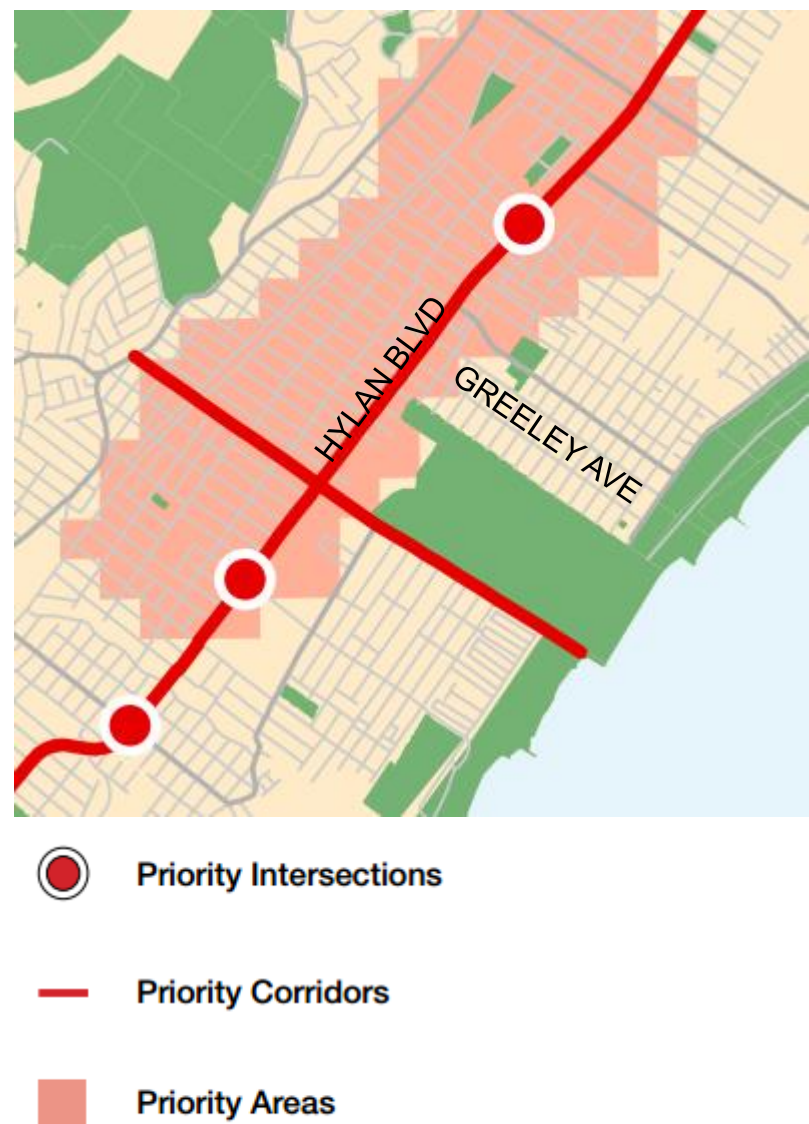 HYLAN BLVD
GREELEY AVE
Priority Intersections
Priority Corridors
Priority Areas